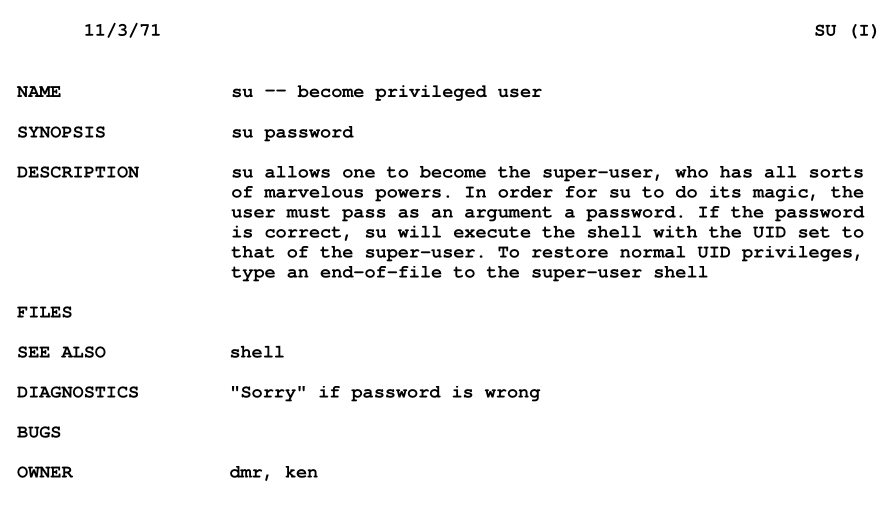 11/3/71 SU (I)
NAME su -- become privileged user
SYNOPSIS su password
DESCRIPTION su allows one to become the super-user, who has all sorts
of marvelous powers. In order for su to do its magic, the
user must pass as an argument a password. If the password
is correct, su will execute the shell with the UID set to
that of the super-user. To restore normal UID privileges,
type an end-of-file to the super-user shell
FILES
SEE ALSO shell
DIAGNOSTICS "Sorry" if password is wrong
BUGS
OWNER dmr, ken